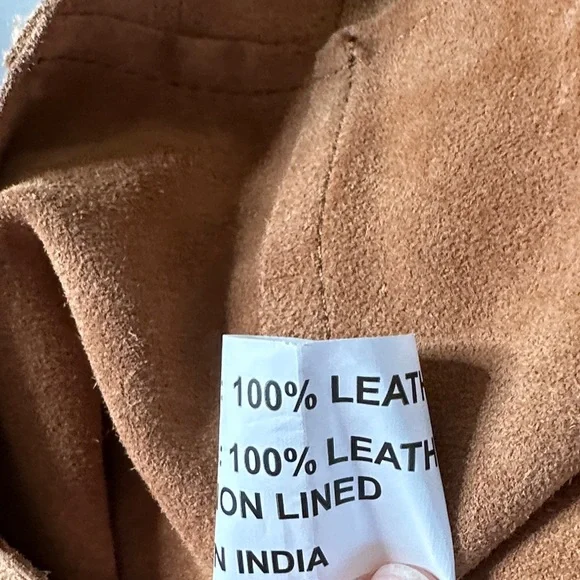 : 100% LEATH
: 100% LEATH
ON LINED
N INDIA